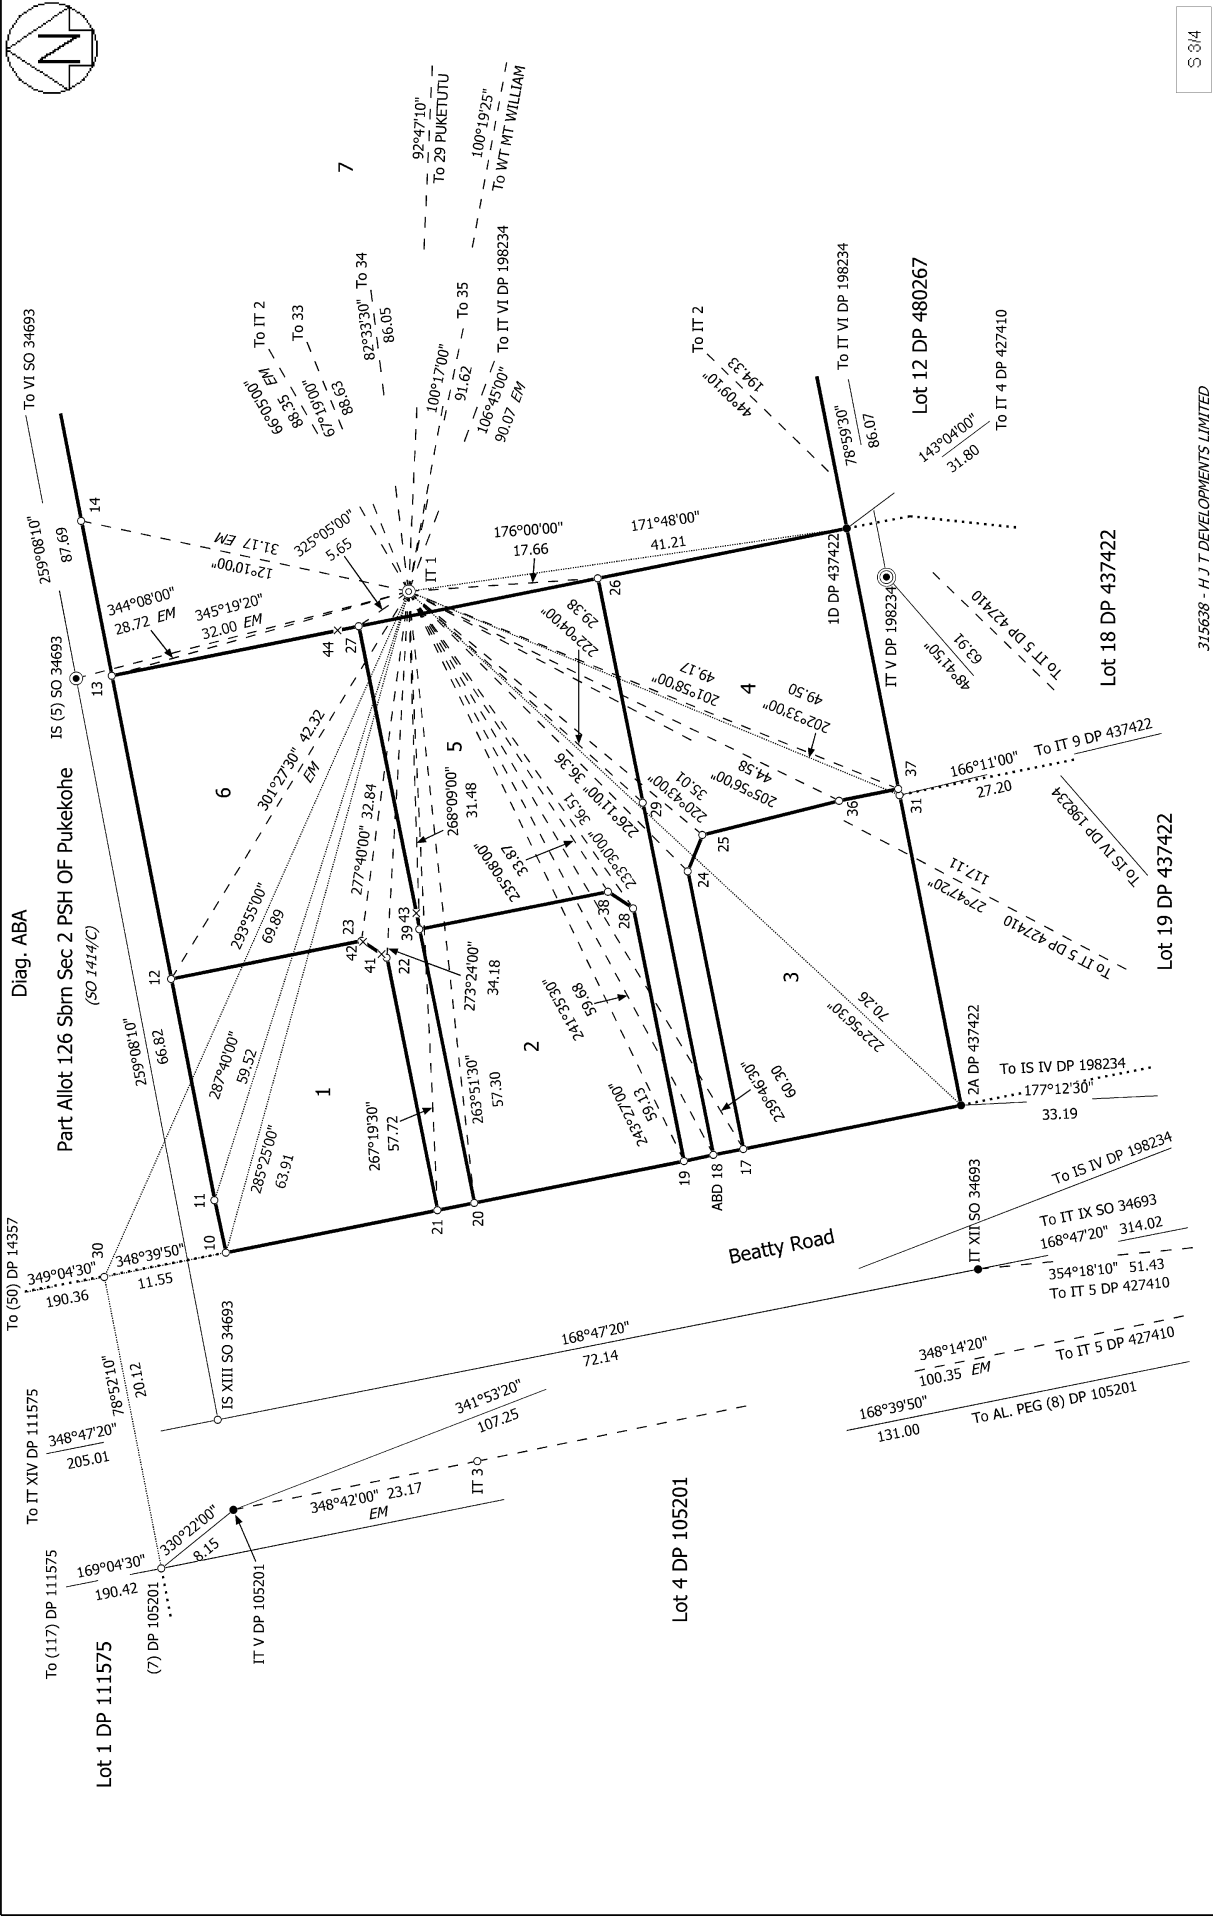 Diag. ABA
Part Allot 126 Sbrn Sec 2 PSH OF Pukekohe
(SO 1414/C)
N
S 3/4
To (50) DP 14357
349°04'30"
190.36
30
348°39'50"
11.55
10
11
12
13
14
To VI SO 34693
259°08'10"
87.69
IS (5) SO 34693
259°08'10"
66.82
344°08'00"
28.72 EM
345°19'20"
32.00 EM
31.17 EM
12°10'00"
325°05'00"
5.65
IT 1
44
27
6
301°27'30" 42.32
EM
293°55'00"
69.89
287°40'00"
59.52
285°25'00"
63.91
1
277°40'00" 32.84
5
268°09'00"
31.48
23
42
41
22
39
43
273°24'00"
34.18
267°19'30"
57.72
263°51'30"
57.30
21
20
2
235°08'00"
33.87
36.51
233°30'00"
241°35'30"
59.68
243°27'00"
59.13
38
28
19
ABD 18
17
239°46'30"
60.30
36.36
226°11'00"
29.38
222°04'00"
26
29
24
25
35.01
220°43'00"
44.58
205°56'00"
49.17
201°58'00"
4
49.50
202°33'00"
36
37
31
3
70.26
222°56'30"
2A DP 437422
176°00'00"
17.66
171°48'00"
41.21
1D DP 437422
IT V DP 198234
48°41'50"
63.91
To IT 5 DP 427410
Lot 18 DP 437422
Lot 12 DP 480267
143°04'00"
31.80
To IT 4 DP 427410
78°59'30"
86.07
To IT VI DP 198234
To IT 2
194.33
44°09'10"
7
92°47'10"
To 29 PUKETUTU
100°19'25"
To WT MT WILLIAM
To IT 2
66°05'00"
88.35 EM
To 33
67°19'00"
88.63
To 34
82°33'30"
86.05
To 35
100°17'00"
91.62
To IT VI DP 198234
106°45'00"
90.07 EM
166°11'00"
27.20
To IT 9 DP 437422
To IS IV DP 198234
Lot 19 DP 437422
117.11
27°47'20"
To IT 5 DP 427410
To IS IV DP 198234
177°12'30"
33.19
Beatty Road
IT XII SO 34693
To IS IV DP 198234
To IT IX SO 34693
168°47'20" 314.02
354°18'10" 51.43
To IT 5 DP 427410
168°47'20"
72.14
IS XIII SO 34693
78°52'10"
20.12
To IT XIV DP 111575
348°47'20"
205.01
341°53'20"
107.25
348°42'00" 23.17
EM
IT 3
348°14'20"
100.35 EM
To IT 5 DP 427410
168°39'50"
131.00
To AL. PEG (8) DP 105201
To (117) DP 111575
169°04'30"
190.42
330°22'00"
8.15
(7) DP 105201
IT V DP 105201
Lot 1 DP 111575
Lot 4 DP 105201
315638 - H J T DEVELOPMENTS LIMITED